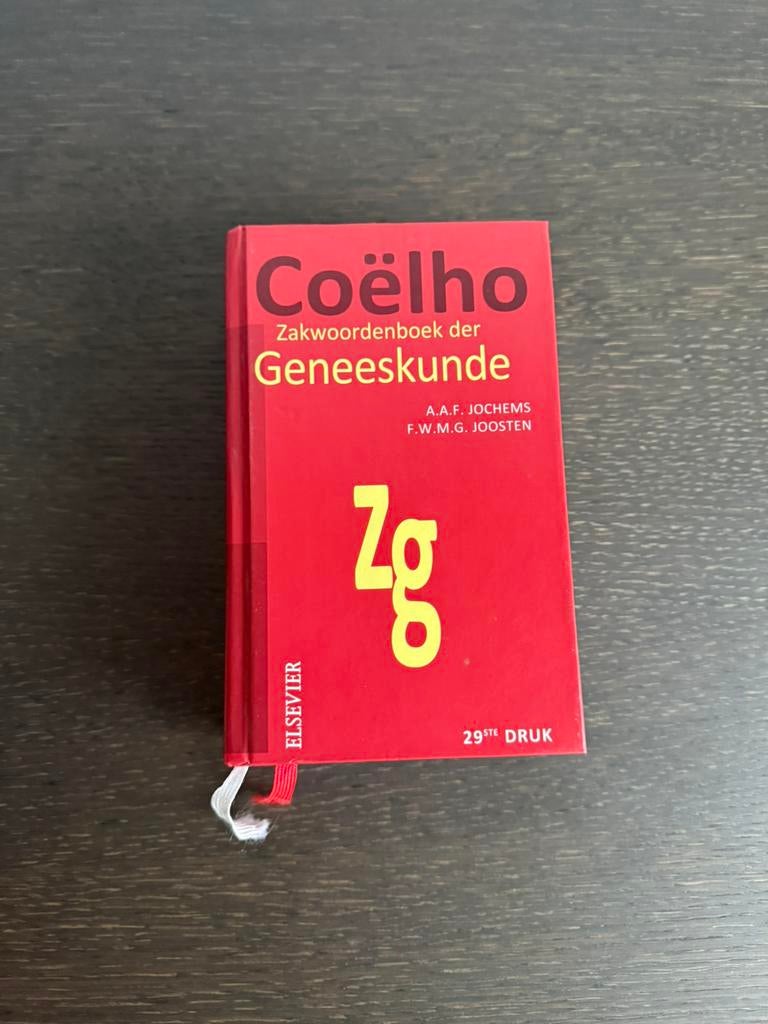 Coëlho
Zakwoordenboek der
Geneeskunde
A.A.F. JOCHEMS
F.W.M.G. JOOSTEN
Zg
ELSEVIER
29STE DRUK